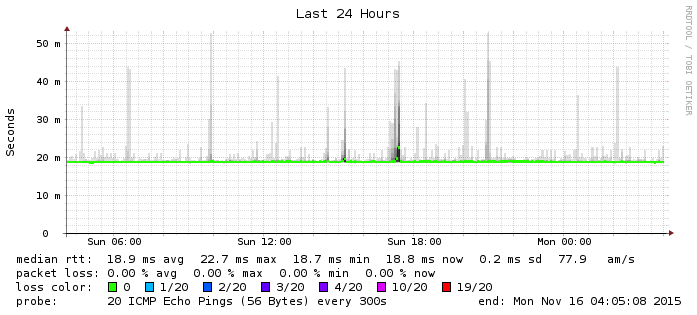 Last 24 Hours
RRDTOOL / TOBI OETIKER
Seconds
50 m
40 m
30 m
20 m
10 m
0
Sun 06:00 Sun 12:00 Sun 18:00 Mon 00:00
median rtt: 18.9 ms avg 22.7 ms max 18.7 ms min 18.8 ms now 0.2 ms sd 77.9 am/s
packet loss: 0.00 % avg 0.00 % max 0.00 % min 0.00 % now
loss color: 0 1/20 2/20 3/20 4/20 10/20 19/20
probe: 20 ICMP Echo Pings (56 Bytes) every 300s end: Mon Nov 16 04:05:08 2015